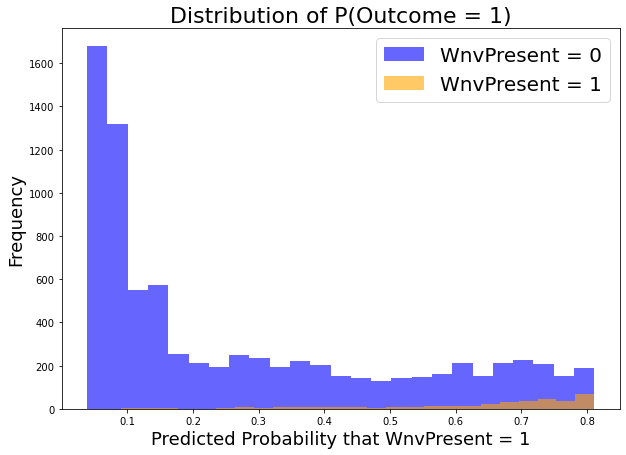 Distribution of P(Outcome = 1)
WnvPresent = 0
WnvPresent = 1
Frequency
1600
1400
1200
1000
800
600
400
200
0
0.1 0.2 0.3 0.4 0.5 0.6 0.7 0.8
Predicted Probability that WnvPresent = 1